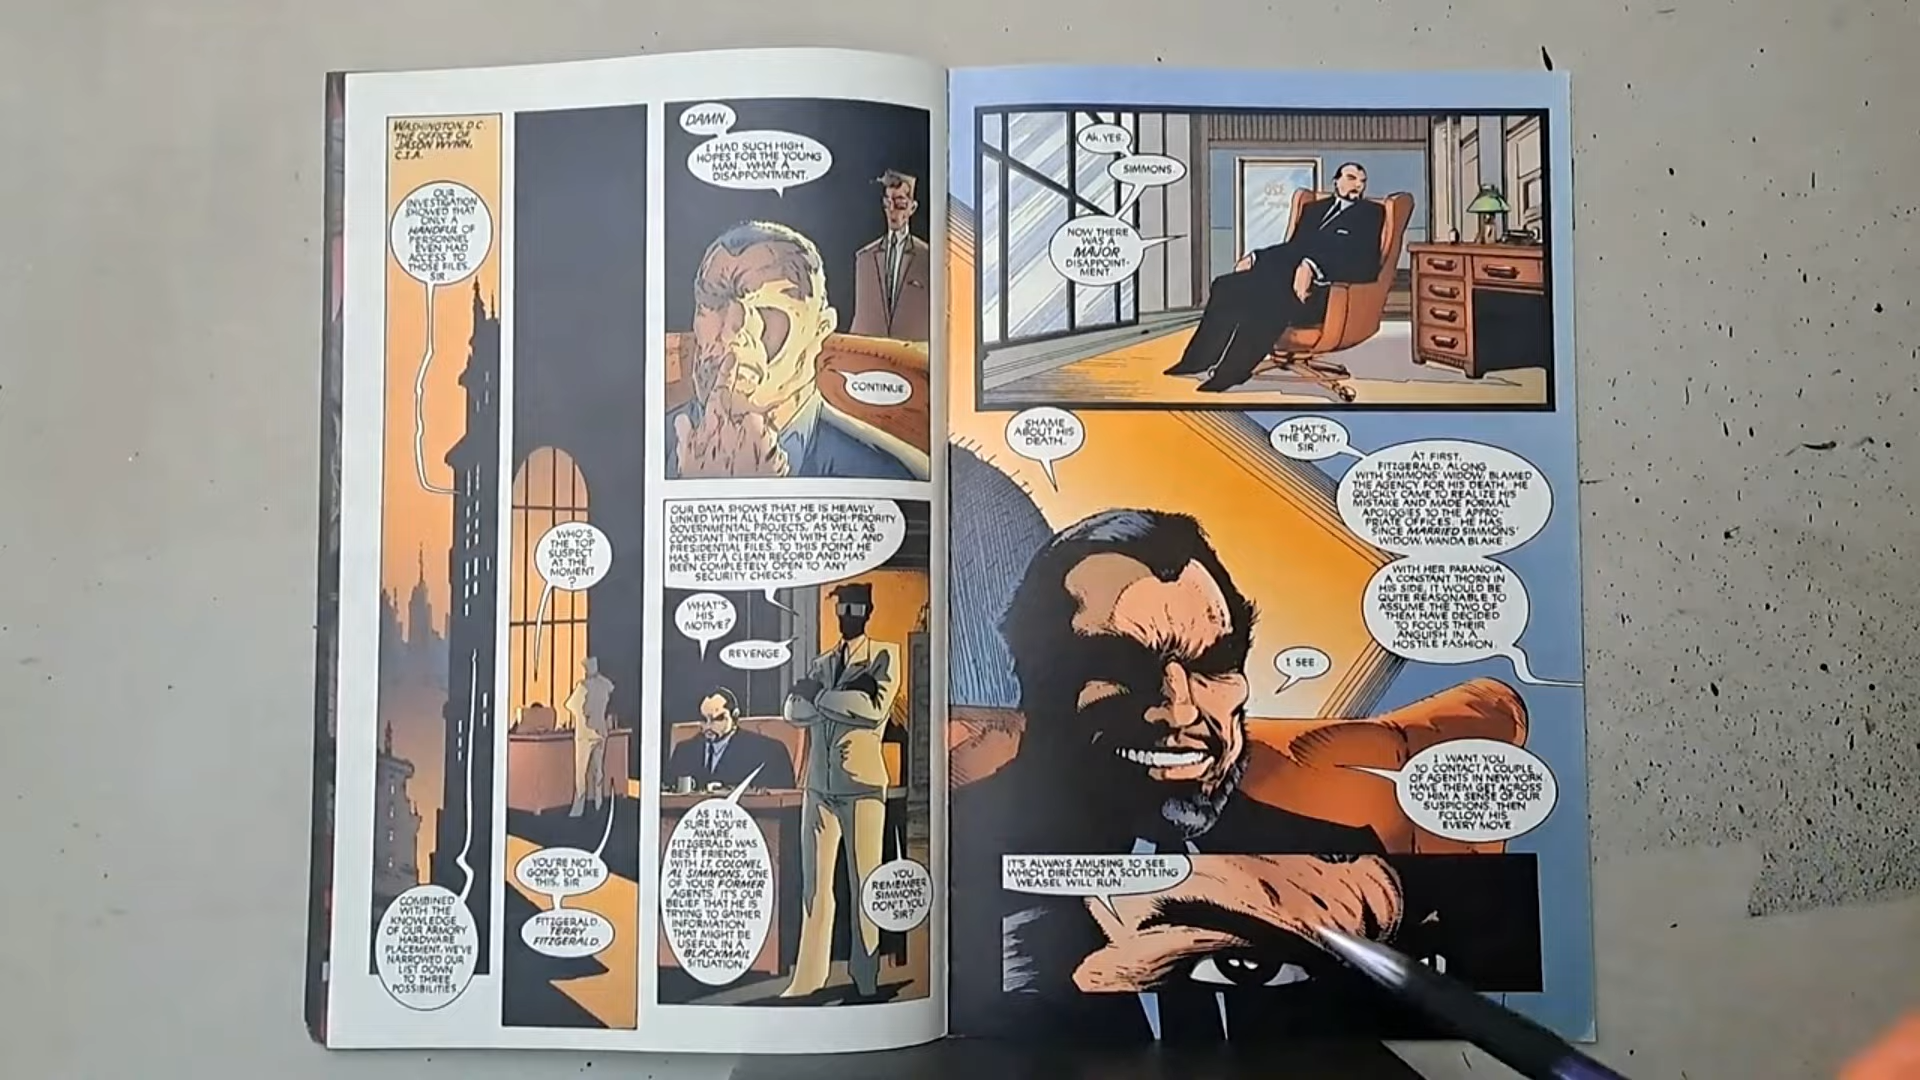 WASHINGTON, D.C.
THE OFFICE OF
JASON WYNN,
C.I.A.
OUR
INVESTIGATION
SHOWED THAT
ONLY A
HANDFUL OF
PERSONNEL
EVEN HAD
ACCESS TO
THOSE FILES,
SIR.
COMBINED
WITH THE
KNOWLEDGE
OF OUR ARMORY
HARDWARE
PLACEMENT, WE'VE
NARROWED OUR
LIST DOWN
TO THREE
POSSIBILITIES.
WHO'S
THE TOP
SUSPECT
AT THE
MOMENT
?
YOU'RE NOT
GOING TO LIKE
THIS, SIR.
FITZGERALD.
TERRY
FITZGERALD.
DAMN.
I HAD SUCH HIGH
HOPES FOR THE YOUNG
MAN. WHAT A
DISAPPOINTMENT.
CONTINUE.
OUR DATA SHOWS THAT HE IS HEAVILY
LINKED WITH ALL FACETS OF HIGH-PRIORITY
GOVERNMENTAL PROJECTS, AS WELL AS
CONSTANT INTERACTION WITH C.I.A. AND
PRESIDENTIAL FILES. TO THIS POINT HE
HAS KEPT A CLEAN RECORD AND HAS
BEEN COMPLETELY OPEN TO ANY
SECURITY CHECKS.
WHAT'S
HIS
MOTIVE?
REVENGE.
AS I'M
SURE YOU'RE
AWARE,
FITZGERALD WAS
BEST FRIENDS
WITH LT. COLONEL
AL SIMMONS, ONE
OF YOUR FORMER
AGENTS. IT'S OUR
BELIEF THAT HE IS
TRYING TO GATHER
INFORMATION
THAT MIGHT BE
USEFUL IN A
BLACKMAIL
SITUATION.
YOU
REMEMBER
SIMMONS,
DON'T YOU,
SIR?
AH, YES.
SIMMONS.
NOW THERE
WAS A
MAJOR
DISAPPOINT-
MENT.
SHAME
ABOUT HIS
DEATH.
THAT'S
THE POINT,
SIR.
AT FIRST,
FITZGERALD, ALONG
WITH SIMMONS' WIDOW, BLAMED
THE AGENCY FOR HIS DEATH. HE
QUICKLY CAME TO REALIZE HIS
MISTAKE AND MADE FORMAL
APOLOGIES TO THE APPRO-
PRIATE OFFICES. HE HAS
SINCE MARRIED SIMMONS'
WIDOW, WANDA BLAKE.
WITH HER PARANOIA
A CONSTANT THORN IN
HIS SIDE, IT WOULD BE
QUITE REASONABLE TO
ASSUME THE TWO OF
THEM HAVE DECIDED
TO FOCUS THEIR
ANGUISH IN A
HOSTILE FASHION.
I SEE.
I WANT YOU
TO CONTACT A COUPLE
OF AGENTS IN NEW YORK.
HAVE THEM GET ACROSS
TO HIM A SENSE OF OUR
SUSPICIONS. THEN
FOLLOW HIS
EVERY MOVE.
IT'S ALWAYS AMUSING TO SEE
WHICH DIRECTION A SCUTTLING
WEASEL WILL RUN.